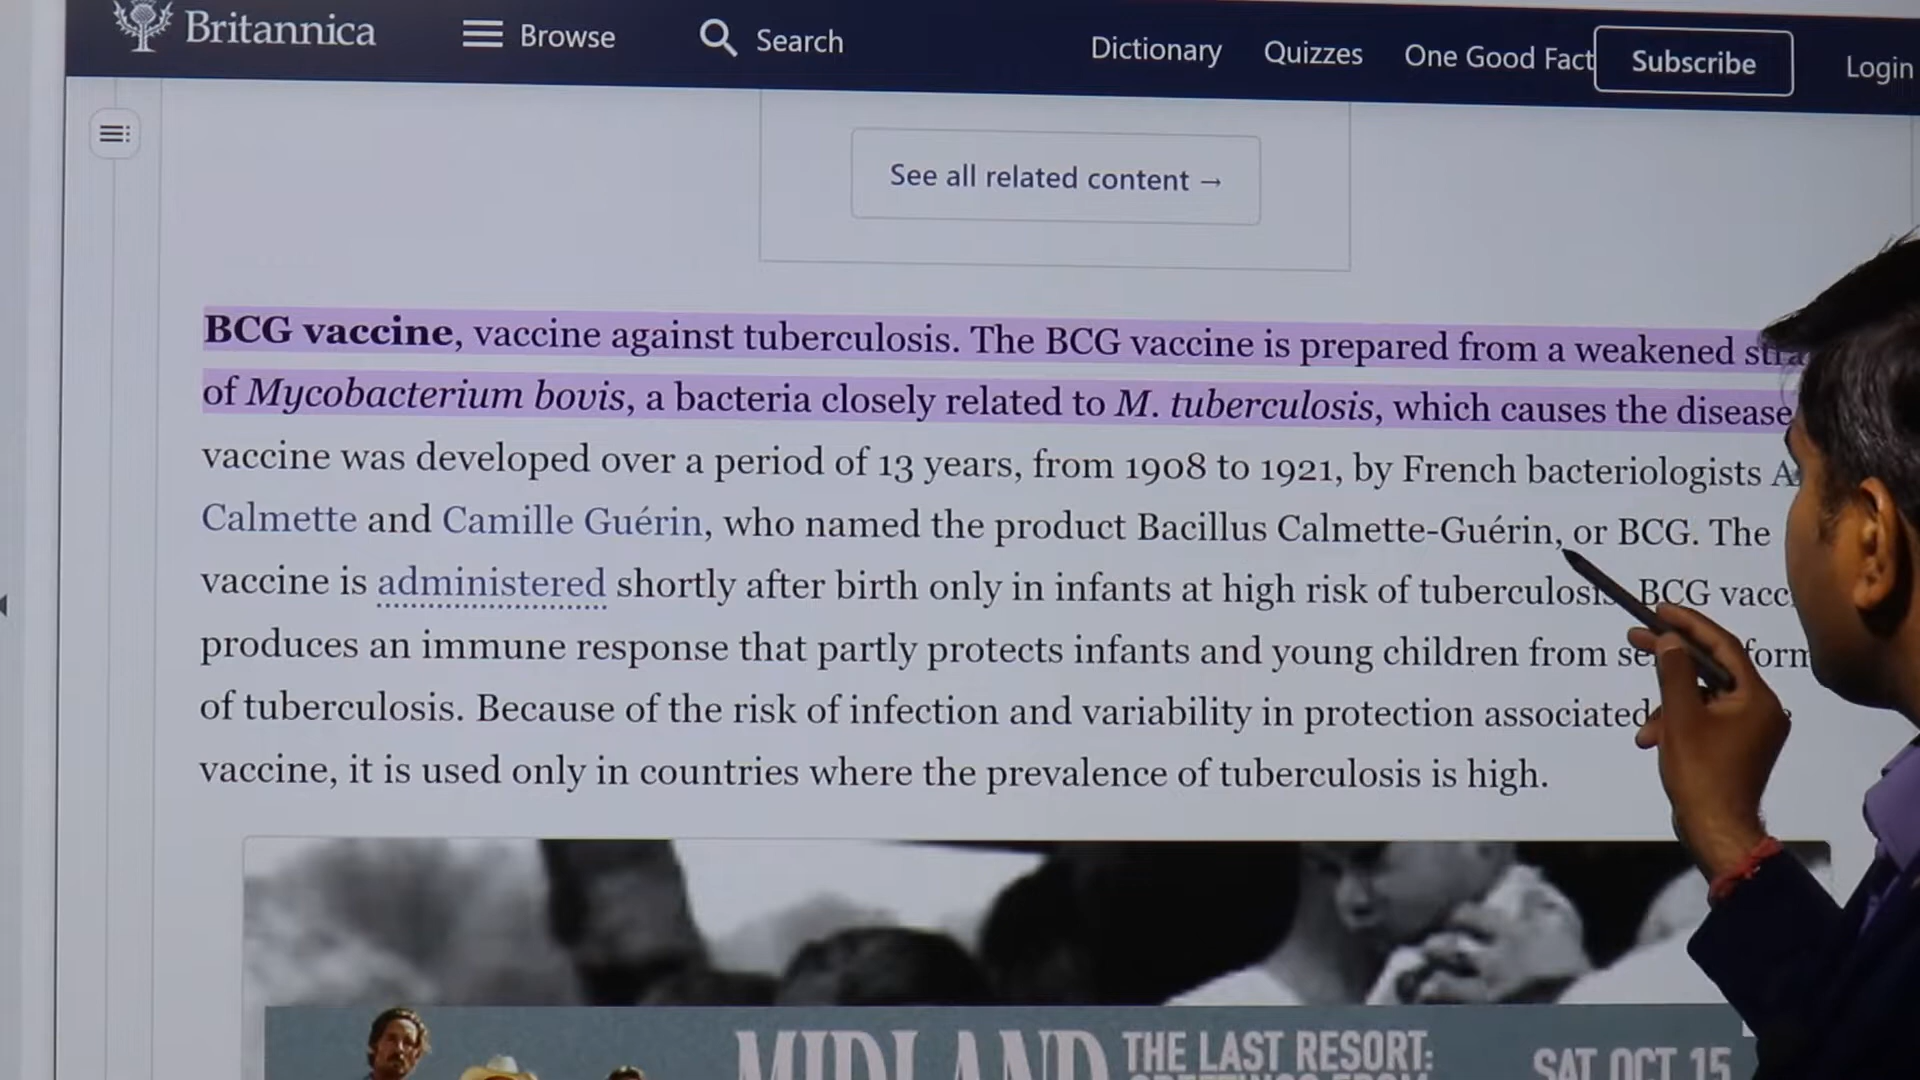 Britannica Browse Search Dictionary Quizzes One Good Fact Subscribe Login
See all related content →
BCG vaccine, vaccine against tuberculosis. The BCG vaccine is prepared from a weakened
of Mycobacterium bovis, a bacteria closely related to M. tuberculosis, which causes the disease
vaccine was developed over a period of 13 years, from 1908 to 1921, by French bacteriologists
Calmette and Camille Guérin, who named the product Bacillus Calmette-Guérin, or BCG. The
vaccine is administered shortly after birth only in infants at high risk of tuberculosis. BCG
produces an immune response that partly protects infants and young children from
of tuberculosis. Because of the risk of infection and variability in protection associated
vaccine, it is used only in countries where the prevalence of tuberculosis is high.
MIDLAND THE LAST RESORT: SAT OCT 15
GREETINGS FROM